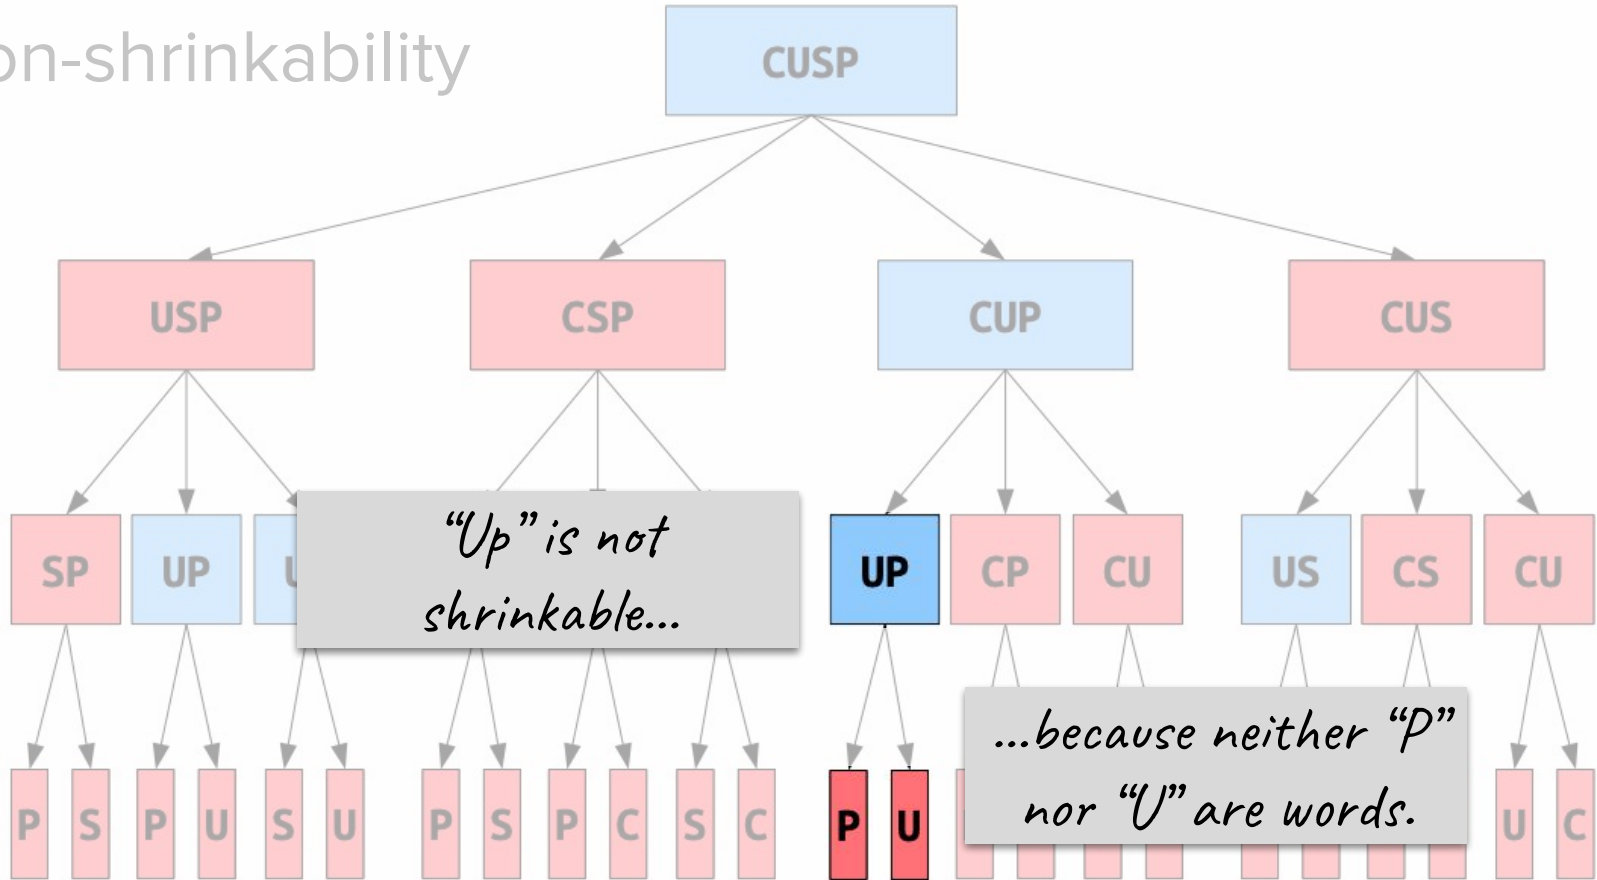 on-shrinkability
CUSP
USP CSP CUP CUS
SP UP “Up” is not shrinkable... UP CP CU US CS CU
...because neither “P” nor “U” are words.
P S P U S U P S P C S C P U U C